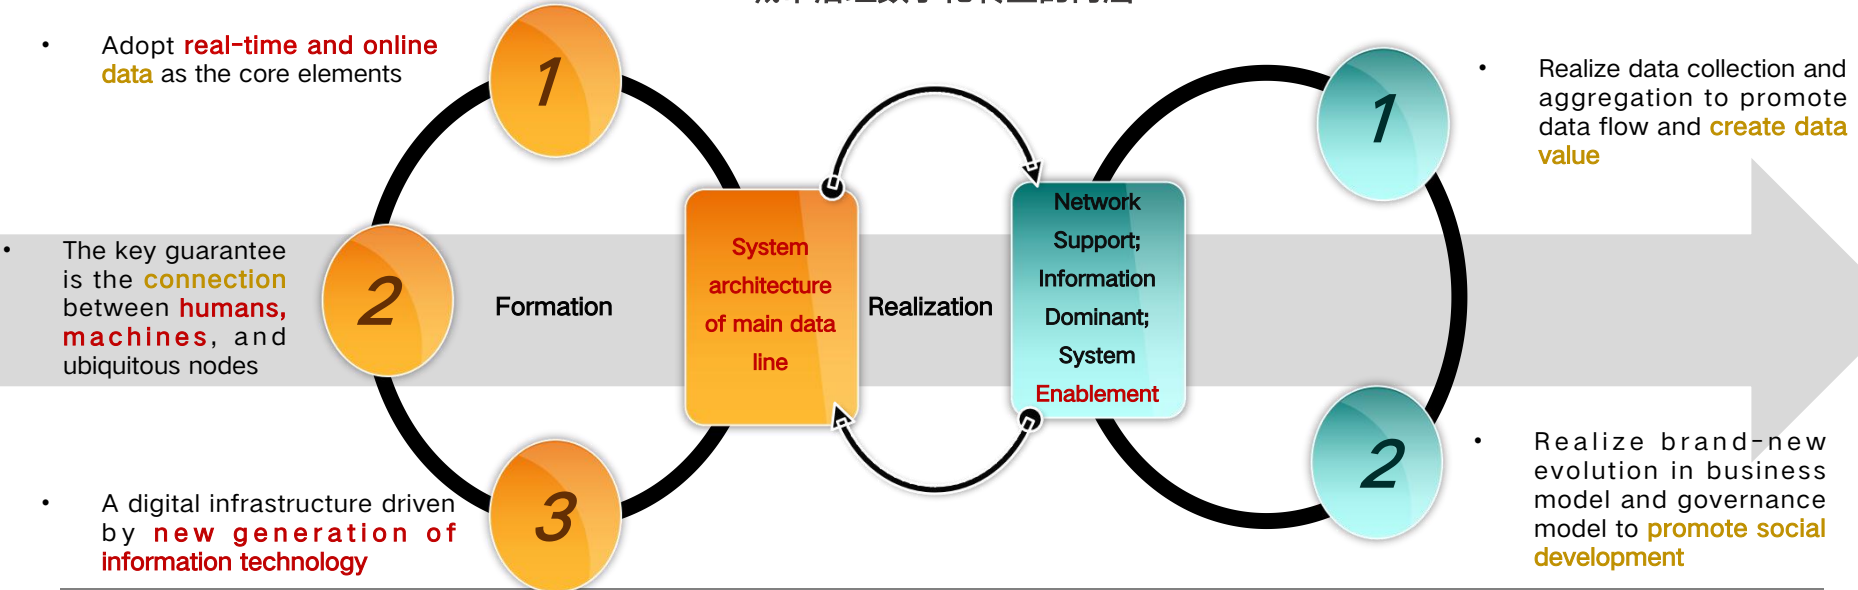 • Adopt real-time and online
data as the core elements
• The key guarantee
is the connection
between humans,
machines, and
ubiquitous nodes
• A digital infrastructure driven
by new generation of
information technology
1
2
3
Formation
System
architecture
of main data
line
Realization
Network
Support;
Information
Dominant;
System
Enablement
1
2
• Realize data collection and
aggregation to promote
data flow and create data
value
• Realize brand-new
evolution in business
model and governance
model to promote social
development